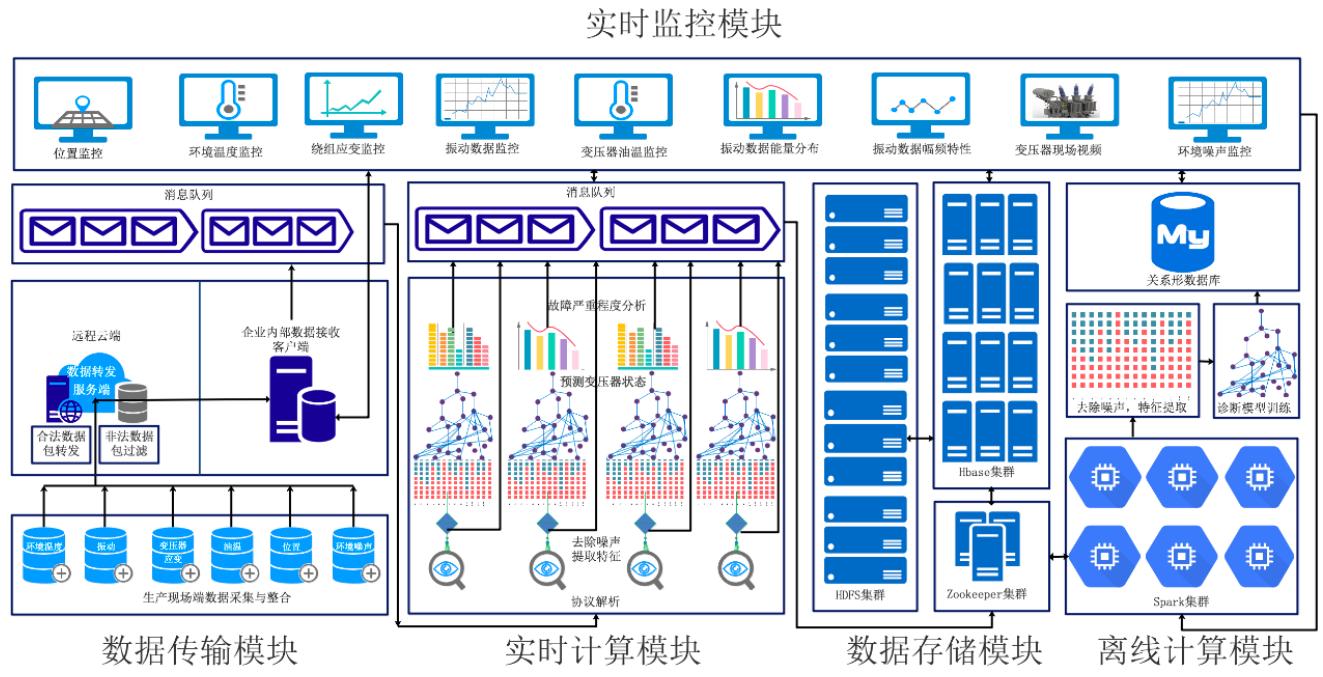 实时监控模块
位置监控
环境温度监控
绕组应变监控
振动数据监控
变压器油温监控
振动数据能量分布
振动数据幅频特性
变压器现场视频
环境噪声监控
消息队列
远程云端
数据转发
服务端
合法数据
包转发
非法数据
包过滤
企业内部数据接收
客户端
环境温度
振动
变压器
应变
油温
位置
环境噪声
生产现场端数据采集与整合
数据传输模块
消息队列
故障严重程度分析
预测变压器状态
去除噪声
提取特征
协议解析
实时计算模块
HDFS集群
Hbase集群
Zookeeper集群
数据存储模块
My
关系形数据库
去除噪声，特征提取
诊断模型训练
Spark集群
离线计算模块